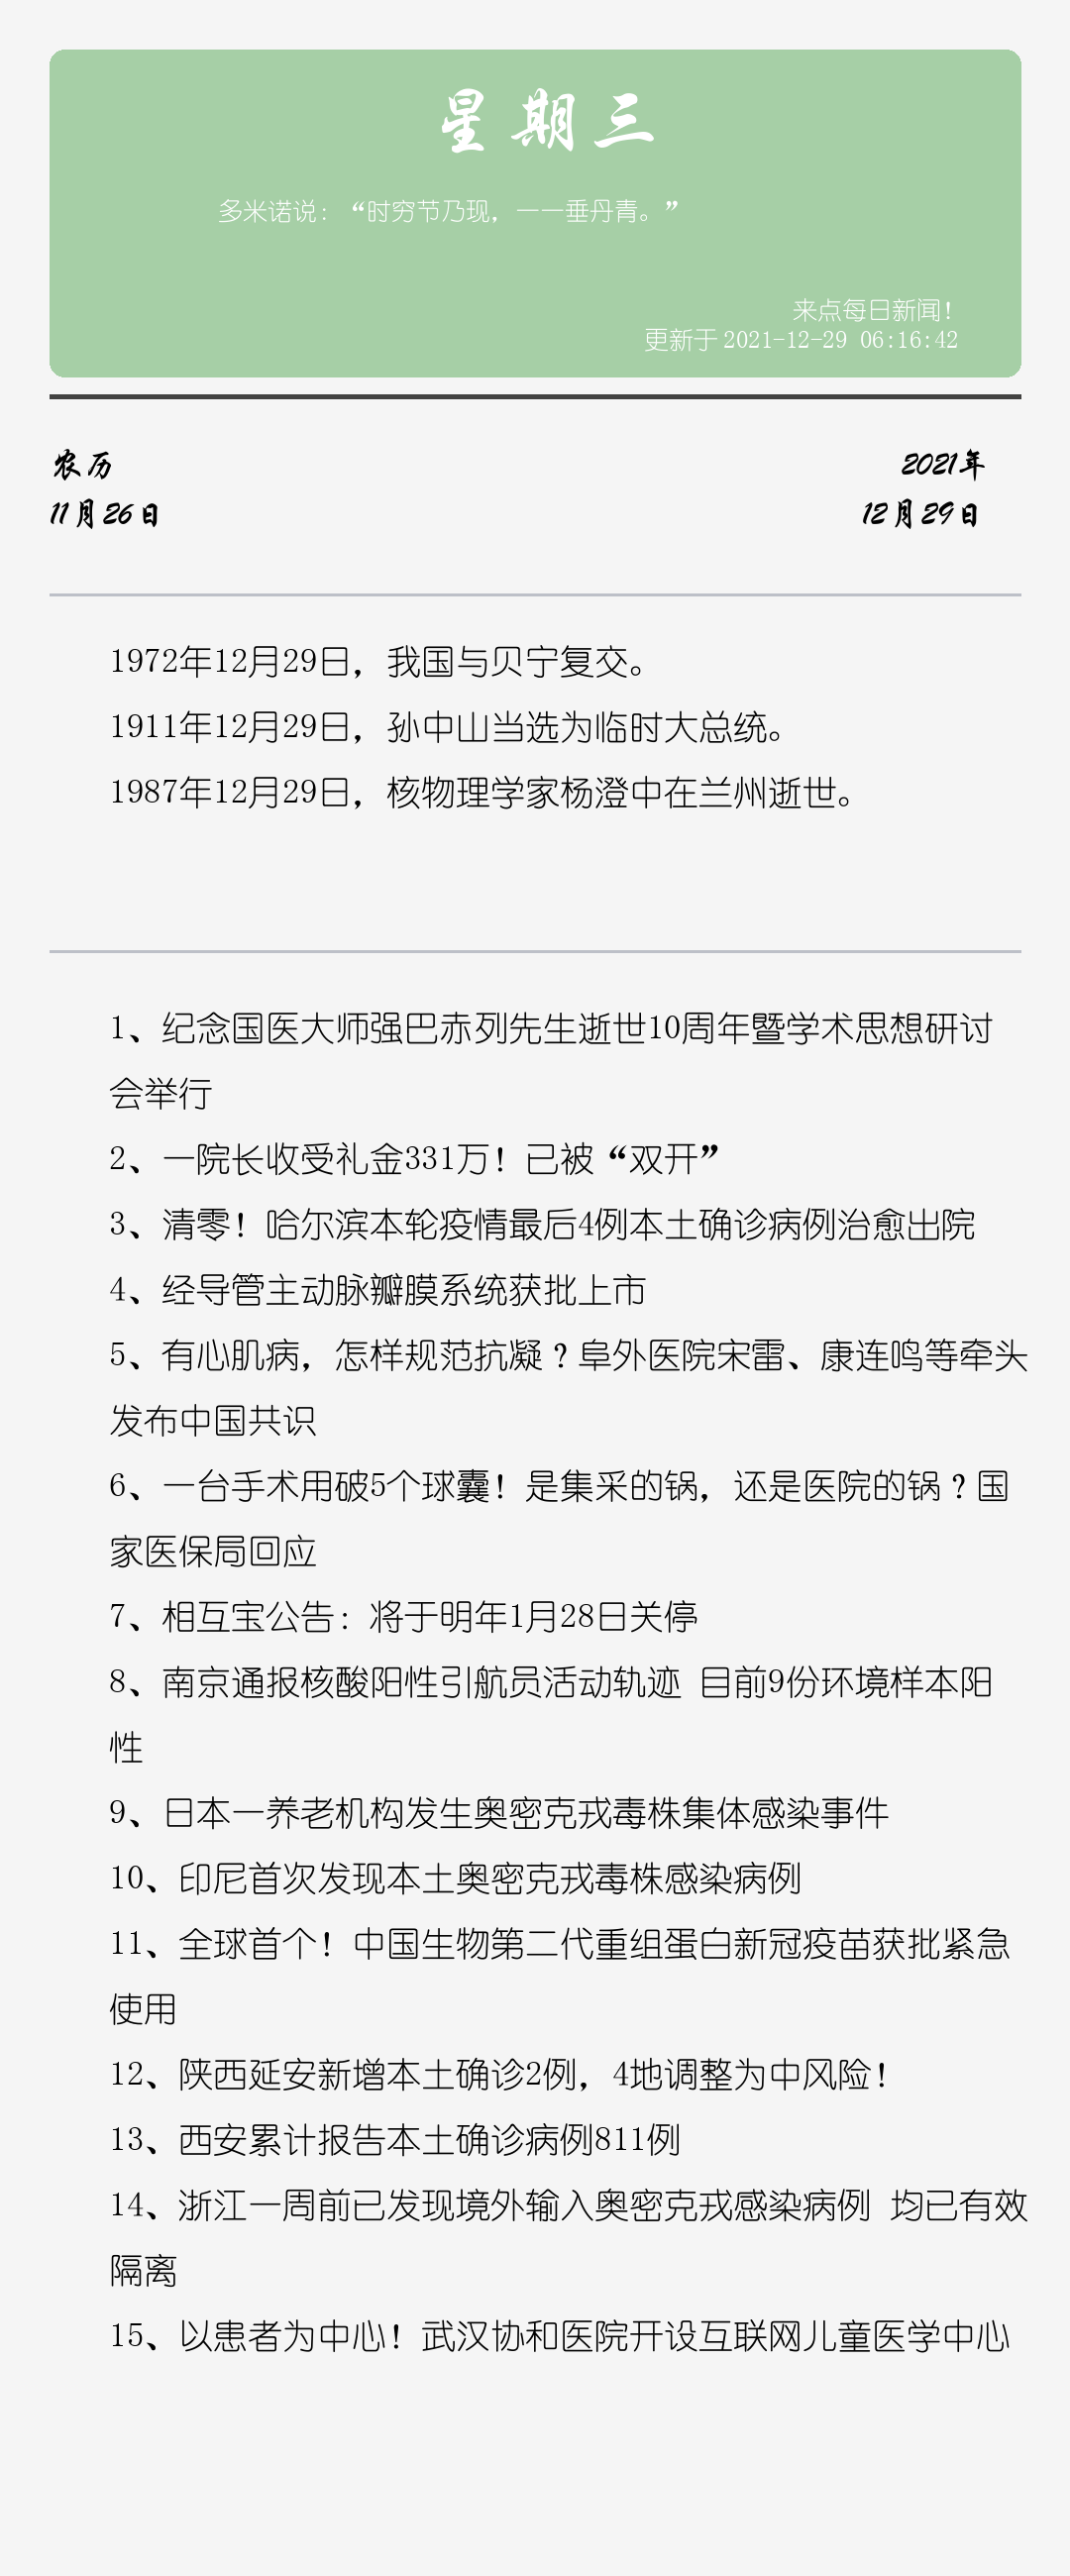 星期三
多米诺说：“时穷节乃现，一一垂丹青。”
来点每日新闻！
更新于 2021-12-29 06:16:42
农历
2021年
11月26日
12月29日
1972年12月29日，我国与贝宁复交。
1911年12月29日，孙中山当选为临时大总统。
1987年12月29日，核物理学家杨澄中在兰州逝世。
1、纪念国医大师强巴赤列先生逝世10周年暨学术思想研讨
会举行
2、一院长收受礼金331万！已被“双开”
3、清零！哈尔滨本轮疫情最后4例本土确诊病例治愈出院
4、经导管主动脉瓣膜系统获批上市
5、有心肌病，怎样规范抗凝？阜外医院宋雷、康连鸣等牵头
发布中国共识
6、一台手术用破5个球囊！是集采的锅，还是医院的锅？国
家医保局回应
7、相互宝公告：将于明年1月28日关停
8、南京通报核酸阳性引航员活动轨迹 目前9份环境样本阳
性
9、日本一养老机构发生奥密克戎毒株集体感染事件
10、印尼首次发现本土奥密克戎毒株感染病例
11、全球首个！中国生物第二代重组蛋白新冠疫苗获批紧急
使用
12、陕西延安新增本土确诊2例，4地调整为中风险！
13、西安累计报告本土确诊病例811例
14、浙江一周前已发现境外输入奥密克戎感染病例 均已有效
隔离
15、以患者为中心！武汉协和医院开设互联网儿童医学中心